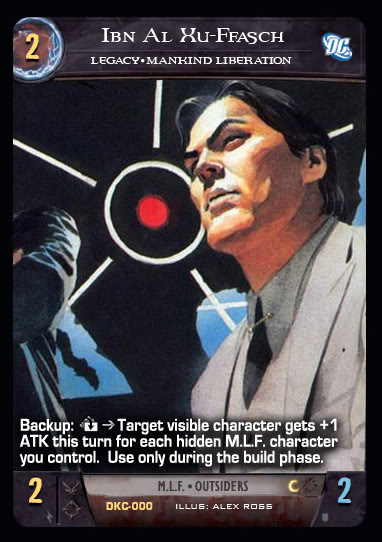 2
Ibn Al Xu-Ffasch
DC
LEGACY • MANKIND LIBERATION
Backup: → Target visible character gets +1
ATK this turn for each hidden M.L.F. character
you control. Use only during the build phase.
2
M.L.F. • OUTSIDERS
2
DKC-000 ILLUS: ALEX ROSS